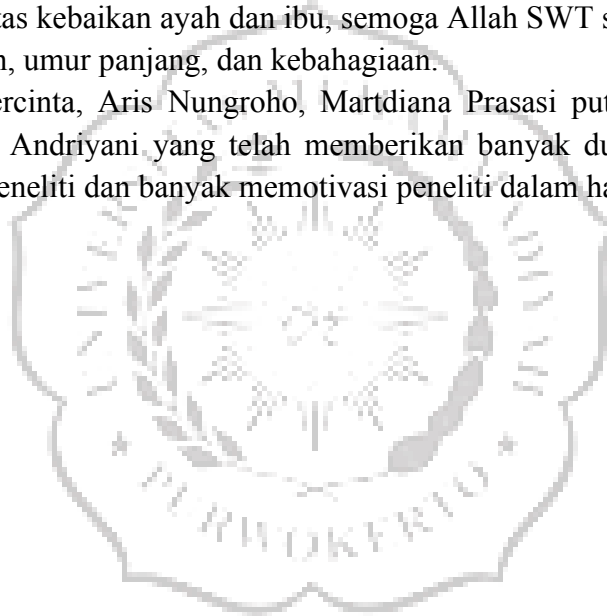 tas kebaikan ayah dan ibu, semoga Allah SWT s
, umur panjang, dan kebahagiaan.
ercinta, Aris Nungroho, Martdiana Prasasi put
Andriyani yang telah memberikan banyak du
eneliti dan banyak memotivasi peneliti dalam ha
PURWOKERTO